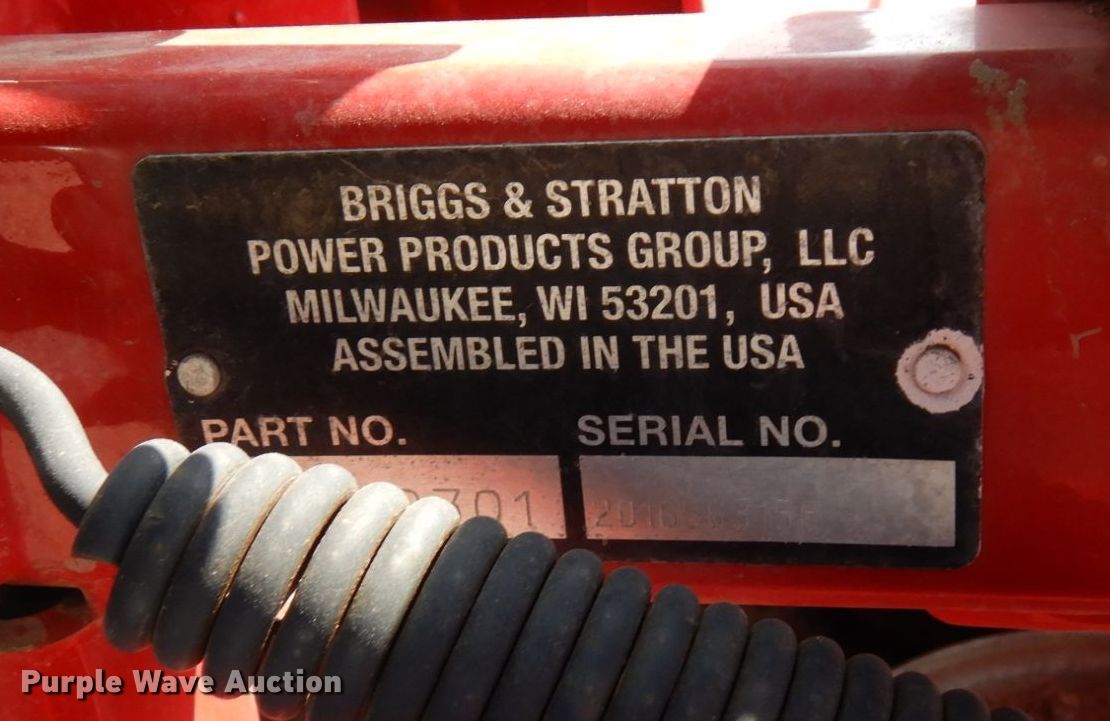 BRIGGS & STRATTON
POWER PRODUCTS GROUP, LLC
MILWAUKEE, WI 53201, USA
ASSEMBLED IN THE USA
PART NO. SERIAL NO.
Purple Wave Auction